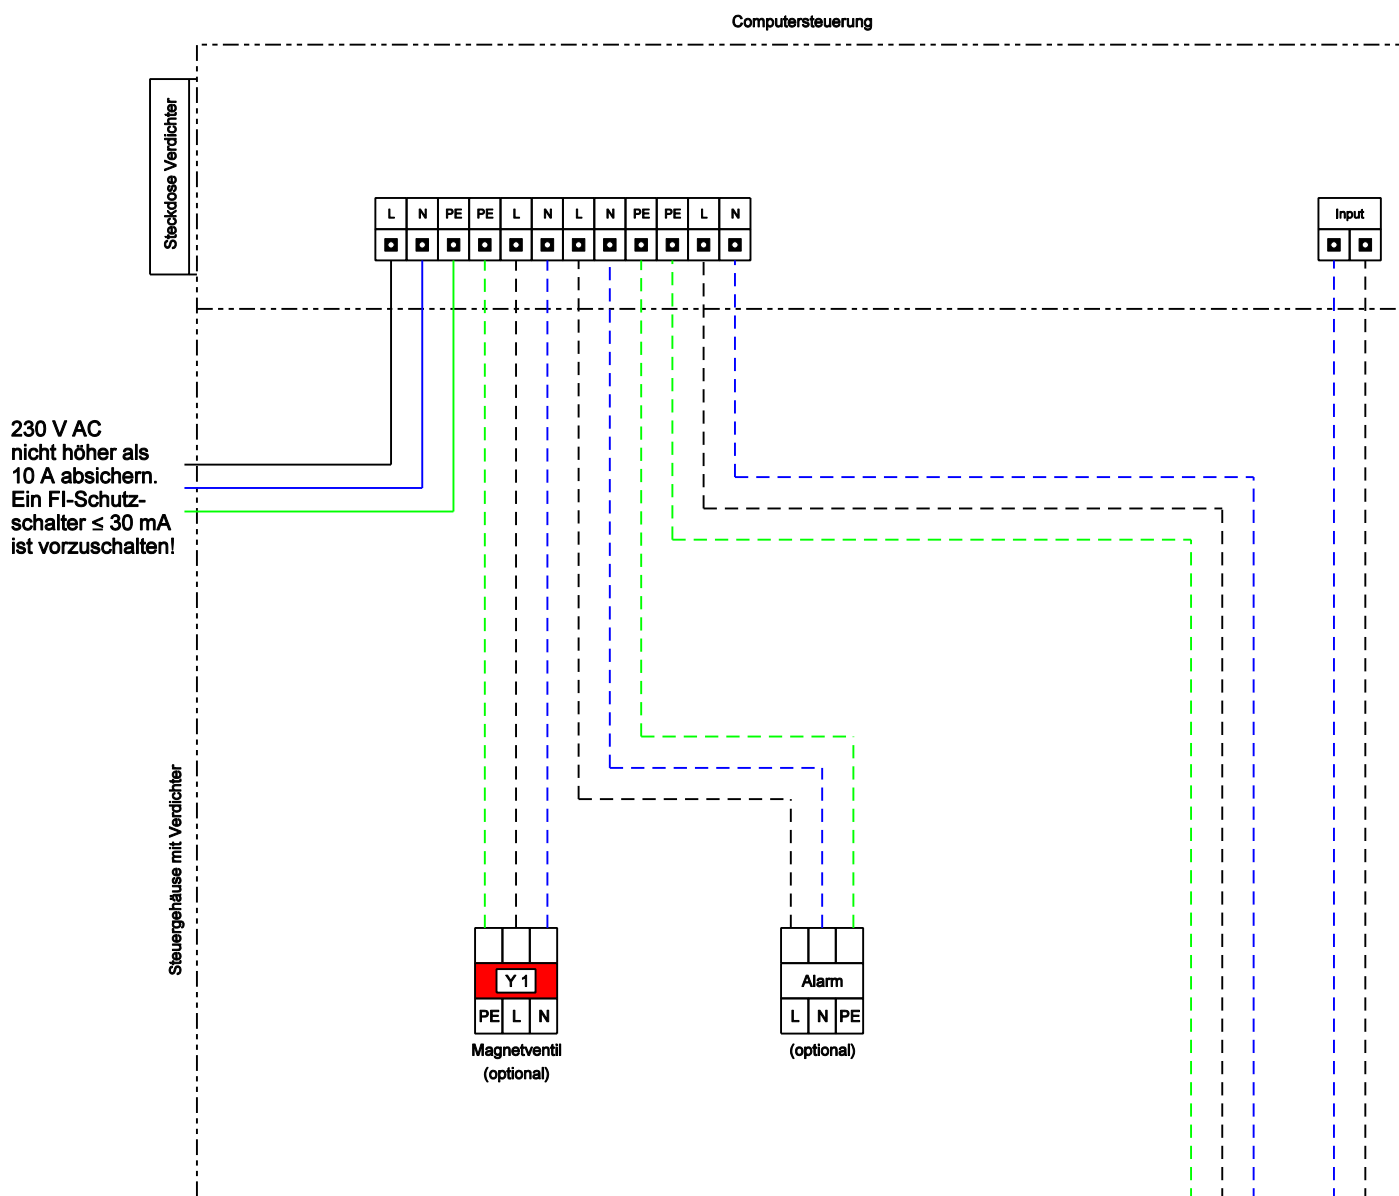 Computersteuerung
Steckdose Verdichter
L N PE PE L N L N PE PE L N
Input
230 V AC
nicht höher als
10 A absichern.
Ein FI-Schutz-
schalter ≤ 30 mA
ist vorzuschalten!
Steuergehäuse mit Verdichter
Y 1
PE L N
Magnetventil
(optional)
Alarm
L N PE
(optional)